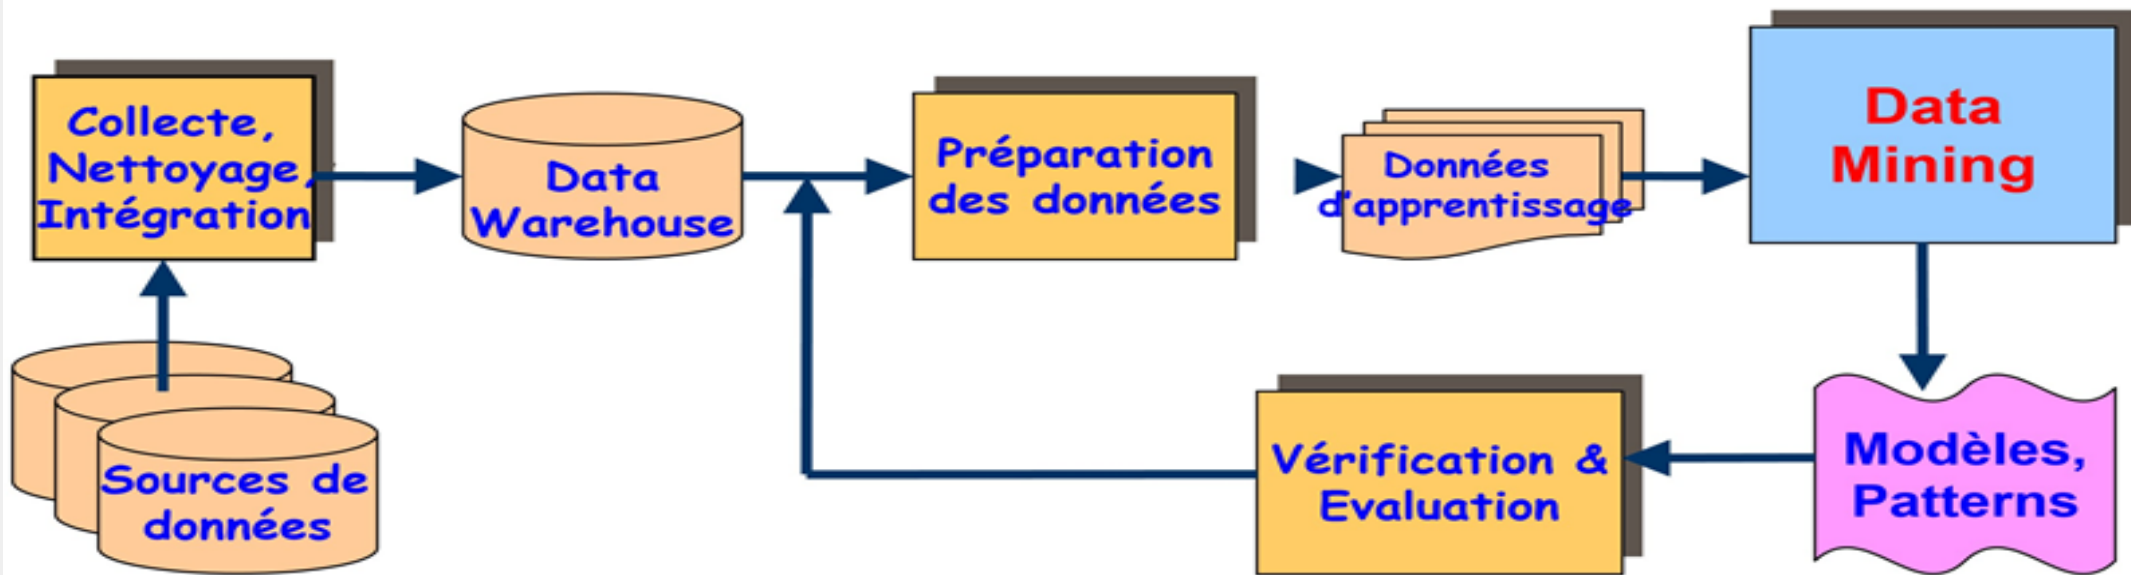 Collecte,
Nettoyage,
Intégration
Data
Warehouse
Préparation
des données
Données
d'apprentissage
Data
Mining
Sources de
données
Vérification &
Evaluation
Modèles,
Patterns